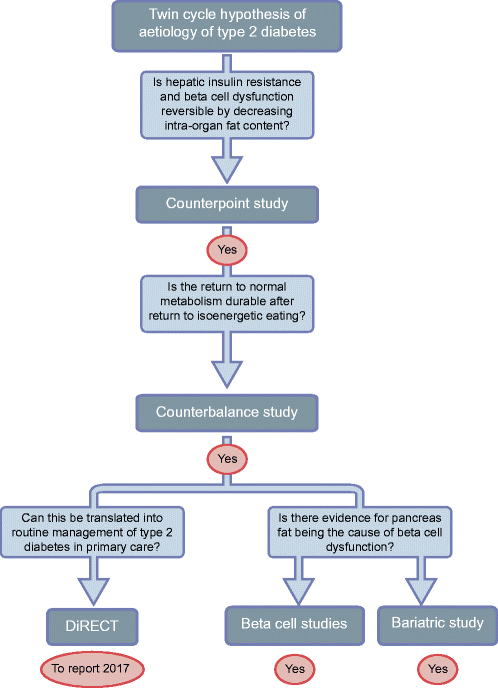 Twin cycle hypothesis of
aetiology of type 2 diabetes
Is hepatic insulin resistance
and beta cell dysfunction
reversible by decreasing
intra-organ fat content?
Counterpoint study
Yes
Is the return to normal
metabolism durable after
return to isoenergetic eating?
Counterbalance study
Yes
Can this be translated into
routine management of type 2
diabetes in primary care?
Is there evidence for pancreas
fat being the cause of beta cell
dysfunction?
DiRECT
Beta cell studies
Bariatric study
To report 2017
Yes
Yes